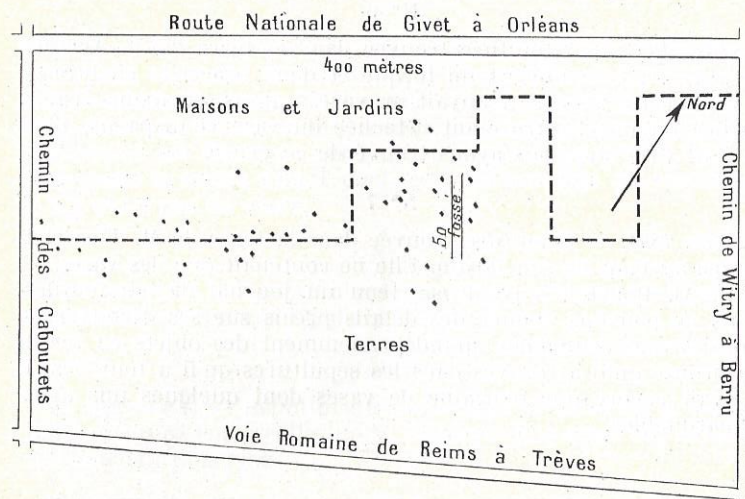 Route Nationale de Givet à Orléans
400 mètres
Maisons et Jardins
Nord
Chemin des Cabouzets
50
fossé
Chemin de Witry à Berru
Terres
Voie Romaine de Reims à Trèves